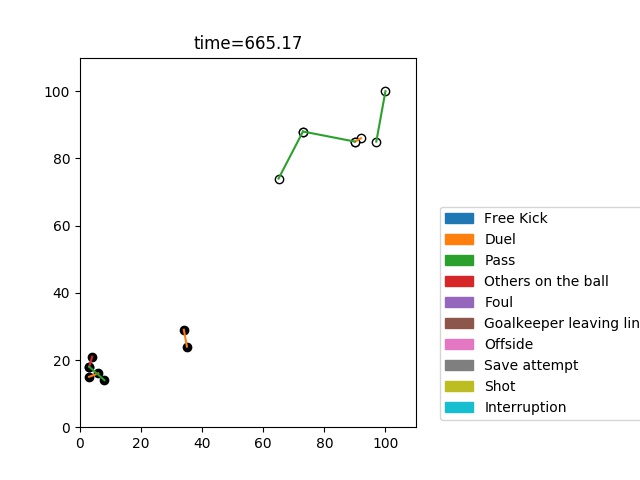 time=665.17
100
80
60
40
20
0
0 20 40 60 80 100
Free Kick
Duel
Pass
Others on the ball
Foul
Goalkeeper leaving lin
Offside
Save attempt
Shot
Interruption